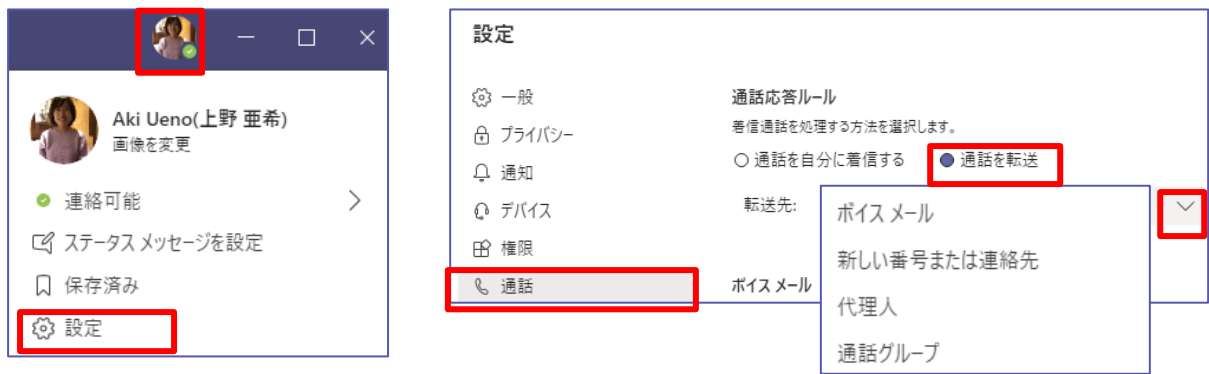 Aki Ueno(上野 亜希)
画像を変更
連絡可能
ステータス メッセージを設定
保存済み
設定
設定
一般
プライバシー
通知
デバイス
権限
通話
通話応答ルール
着信通話を処理する方法を選択します。
通話を自分に着信する 通話を転送
転送先:
ボイス メール
新しい番号または連絡先
代理人
通話グループ
ボイス メール